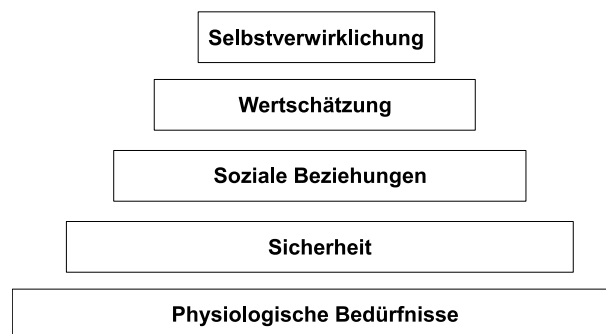 Selbstverwirklichung
Wertschätzung
Soziale Beziehungen
Sicherheit
Physiologische Bedürfnisse